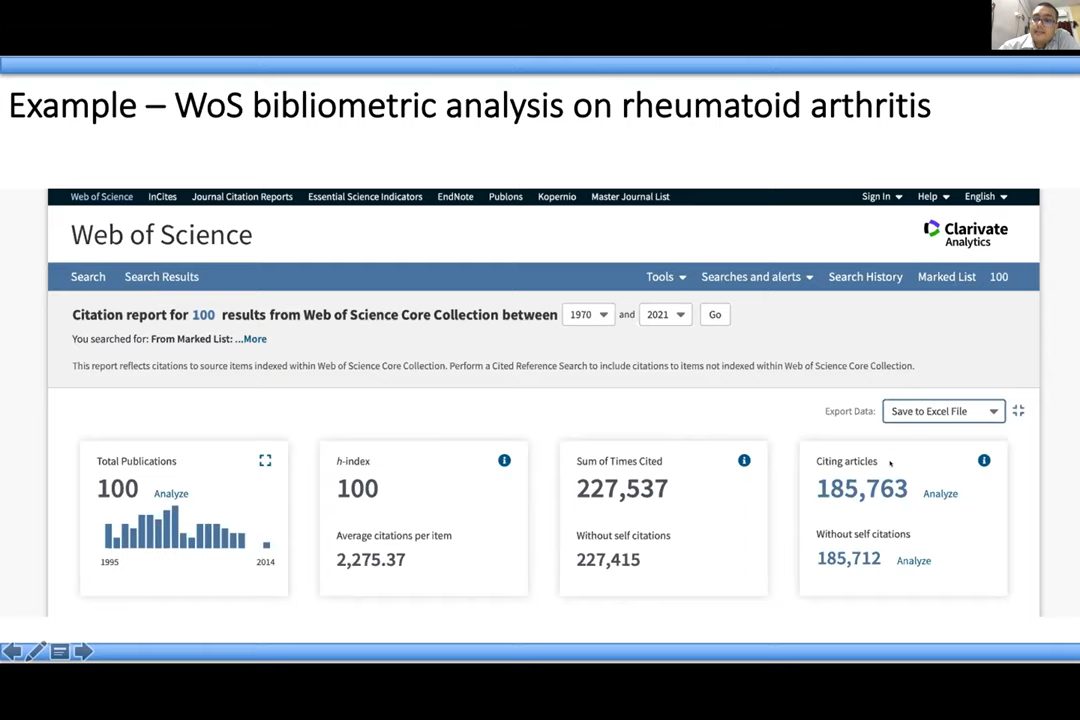 Example – WoS bibliometric analysis on rheumatoid arthritis
Web of Science InCites Journal Citation Reports Essential Science Indicators EndNote Publons Kopernio Master Journal List Sign In Help English
Web of Science
Clarivate
Analytics
Search Search Results Tools Searches and alerts Search History Marked List 100
Citation report for 100 results from Web of Science Core Collection between 1970 and 2021 Go
You searched for: From Marked List: ...More
This report reflects citations to source items indexed within Web of Science Core Collection. Perform a Cited Reference Search to include citations to items not indexed within Web of Science Core Collection.
Export Data: Save to Excel File
Total Publications
100 Analyze
1995 2014
h-index
100
Average citations per item
2,275.37
Sum of Times Cited
227,537
Without self citations
227,415
Citing articles
185,763 Analyze
Without self citations
185,712 Analyze